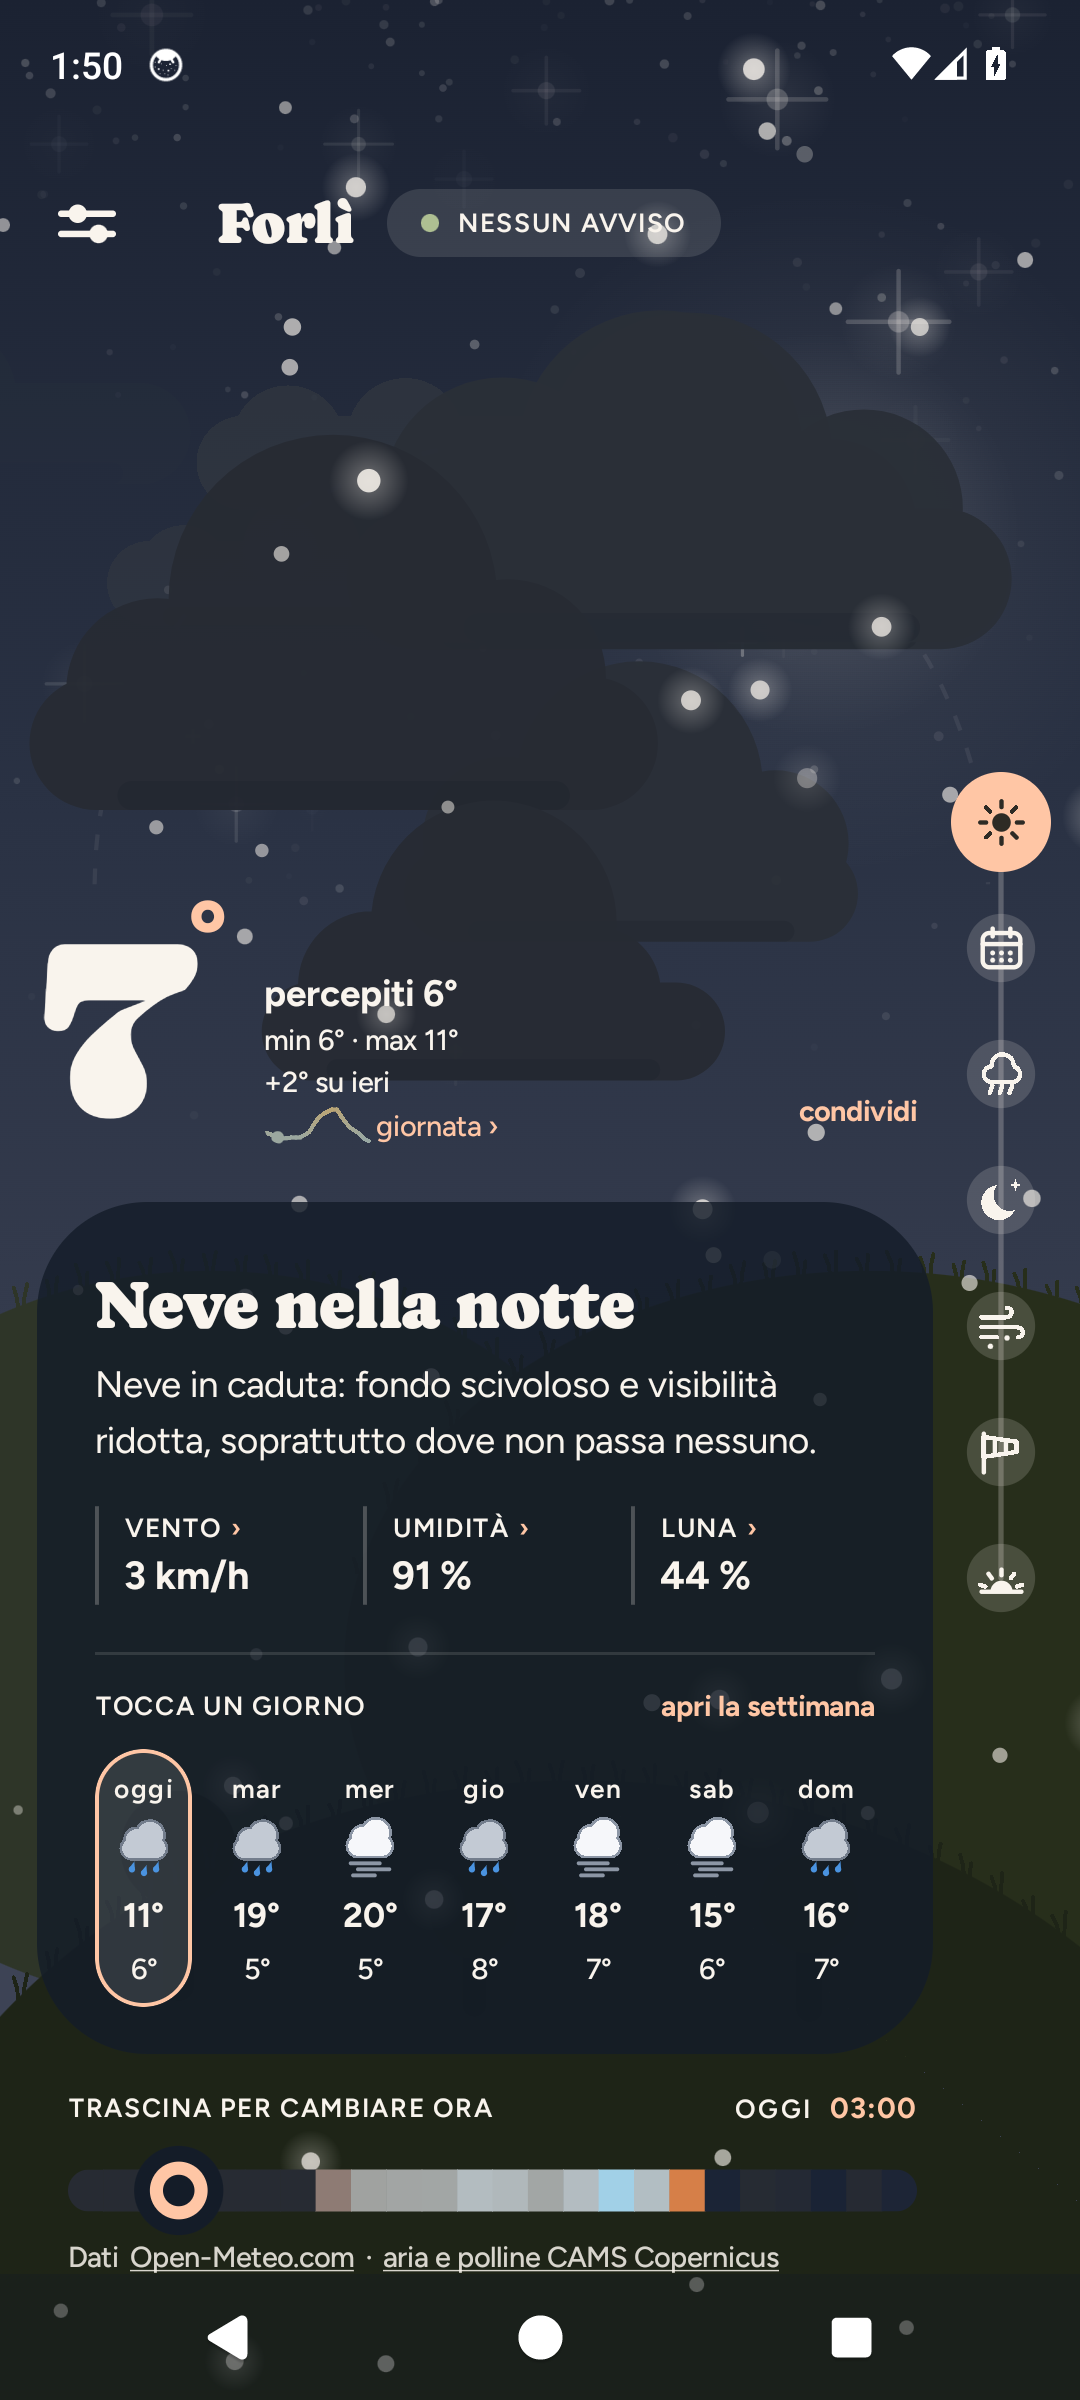 1:50
Forlì
NESSUN AVVISO
7°
percepiti 6°
min 6° · max 11°
+2° su ieri
giornata ›
condividi
Neve nella notte
Neve in caduta: fondo scivoloso e visibilità
ridotta, soprattutto dove non passa nessuno.
VENTO › UMIDITÀ › LUNA ›
3 km/h 91 % 44 %
TOCCA UN GIORNO apri la settimana
oggi mar mer gio ven sab dom
11° 19° 20° 17° 18° 15° 16°
6° 5° 5° 8° 7° 6° 7°
TRASCINA PER CAMBIARE ORA OGGI 03:00
Dati Open-Meteo.com · aria e polline CAMS Copernicus